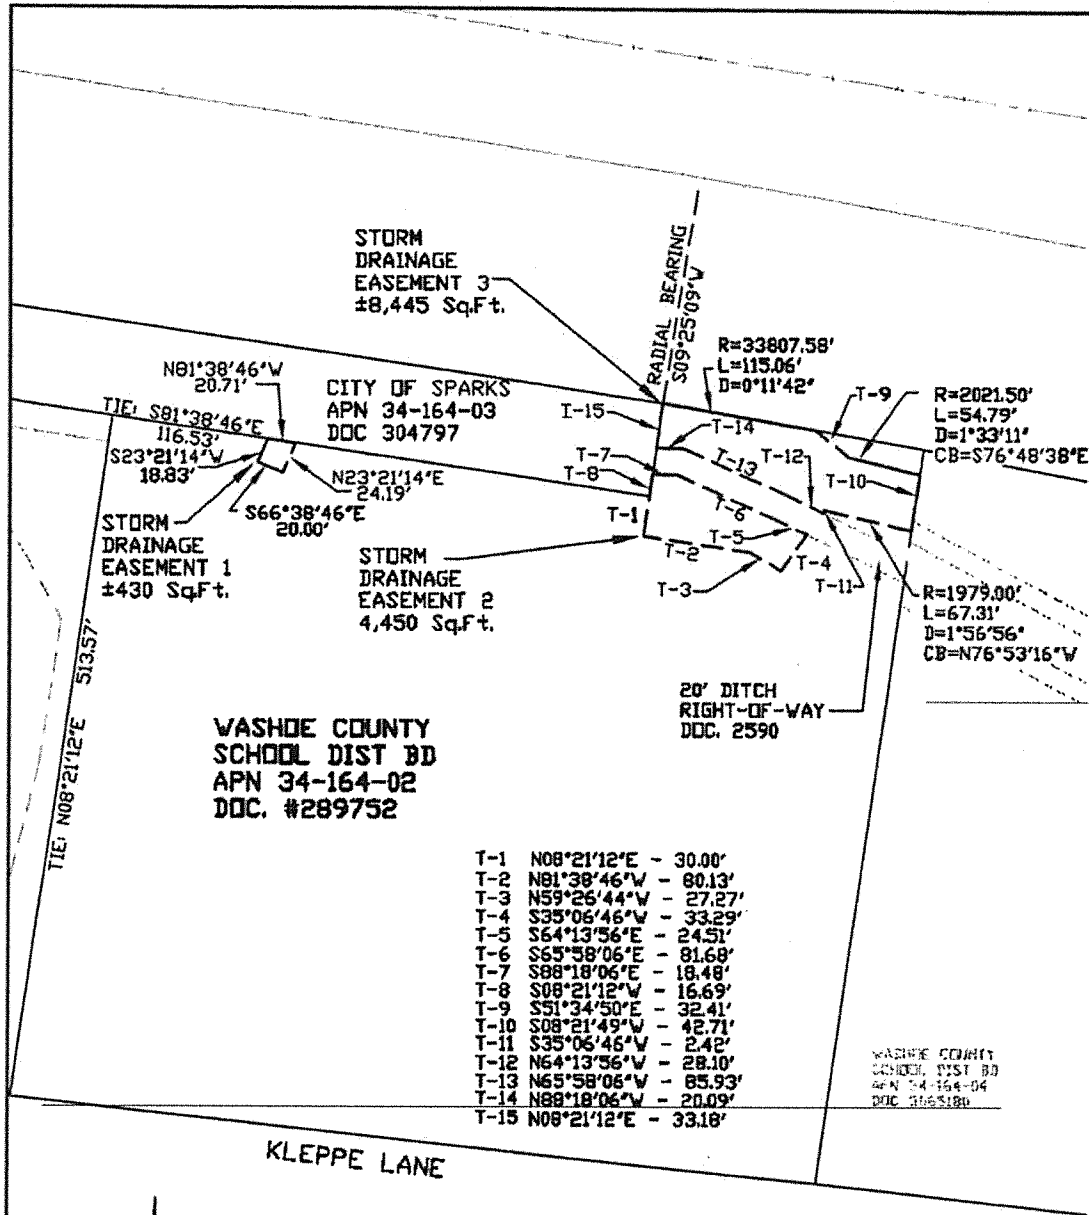 STORM
DRAINAGE
EASEMENT 3
±8,445 Sq.Ft.
RADIAL BEARING
S09°25'09"W
R=33807.58'
L=115.06'
D=0°11'42"
T-9
R=2021.50'
L=54.79'
D=1°33'11"
CB=S76°48'38"E
N81°38'46"W
20.71'
CITY OF SPARKS
APN 34-164-03
DOC 304797
T-15
T-14
TIE: S81°38'46"E
116.53'
S23°21'14"W
18.83'
N23°21'14"E
24.19'
S66°38'46"E
20.00'
T-7
T-8
T-13
T-12
T-10
T-6
T-1
T-5
T-2
T-4
T-3
T-11
STORM
DRAINAGE
EASEMENT 1
±430 Sq.Ft.
STORM
DRAINAGE
EASEMENT 2
4,450 Sq.Ft.
R=1979.00'
L=67.31'
D=1°56'56"
CB=N76°53'16"W
20' DITCH
RIGHT-OF-WAY
DOC. 2590
TIE: N08°21'12"E 513.57'
WASHOE COUNTY
SCHOOL DIST BD
APN 34-164-02
DOC. #289752
T-1 N08°21'12"E - 30.00'
T-2 N81°38'46"W - 80.13'
T-3 N59°26'44"W - 27.27'
T-4 S35°06'46"W - 33.29'
T-5 S64°13'56"E - 24.51'
T-6 S65°58'06"E - 81.68'
T-7 S88°18'06"E - 18.48'
T-8 S08°21'12"W - 16.69'
T-9 S51°34'50"E - 32.41'
T-10 S08°21'49"W - 42.71'
T-11 S35°06'46"W - 2.42'
T-12 N64°13'56"W - 28.10'
T-13 N65°58'06"W - 85.93'
T-14 N88°18'06"W - 20.09'
T-15 N08°21'12"E - 33.18'
WASHOE COUNTY
SCHOOL DIST BD
APN 34-164-04
DOC
KLEPPE LANE